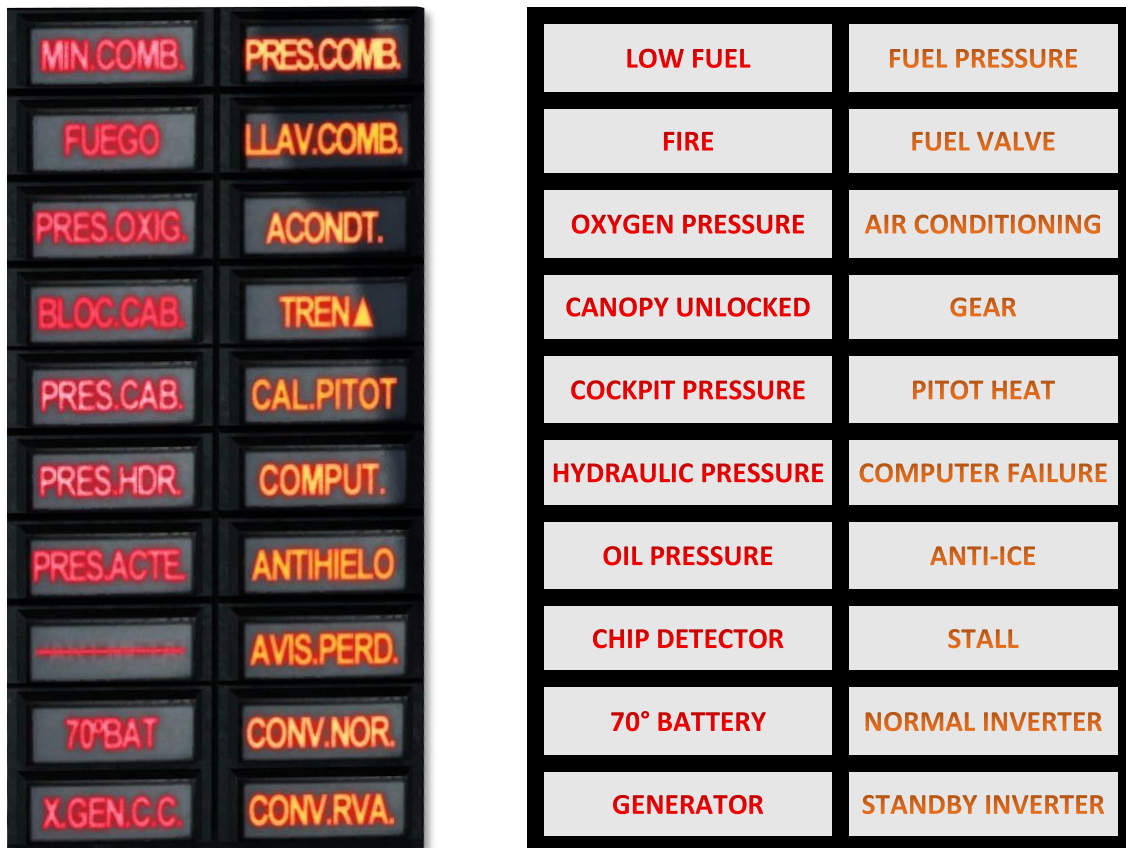 MIN.COMB. PRES.COMB.
FUEGO LLAV.COMB.
PRES.OXIG. ACONDT.
BLOC.CAB. TREN▲
PRES.CAB. CAL.PITOT
PRES.HDR. COMPUT.
PRES.ACTE. ANTIHIELO
AVIS.PERD.
70ºBAT CONV.NOR.
X.GEN.C.C. CONV.RVA.
LOW FUEL FUEL PRESSURE
FIRE FUEL VALVE
OXYGEN PRESSURE AIR CONDITIONING
CANOPY UNLOCKED GEAR
COCKPIT PRESSURE PITOT HEAT
HYDRAULIC PRESSURE COMPUTER FAILURE
OIL PRESSURE ANTI-ICE
CHIP DETECTOR STALL
70° BATTERY NORMAL INVERTER
GENERATOR STANDBY INVERTER